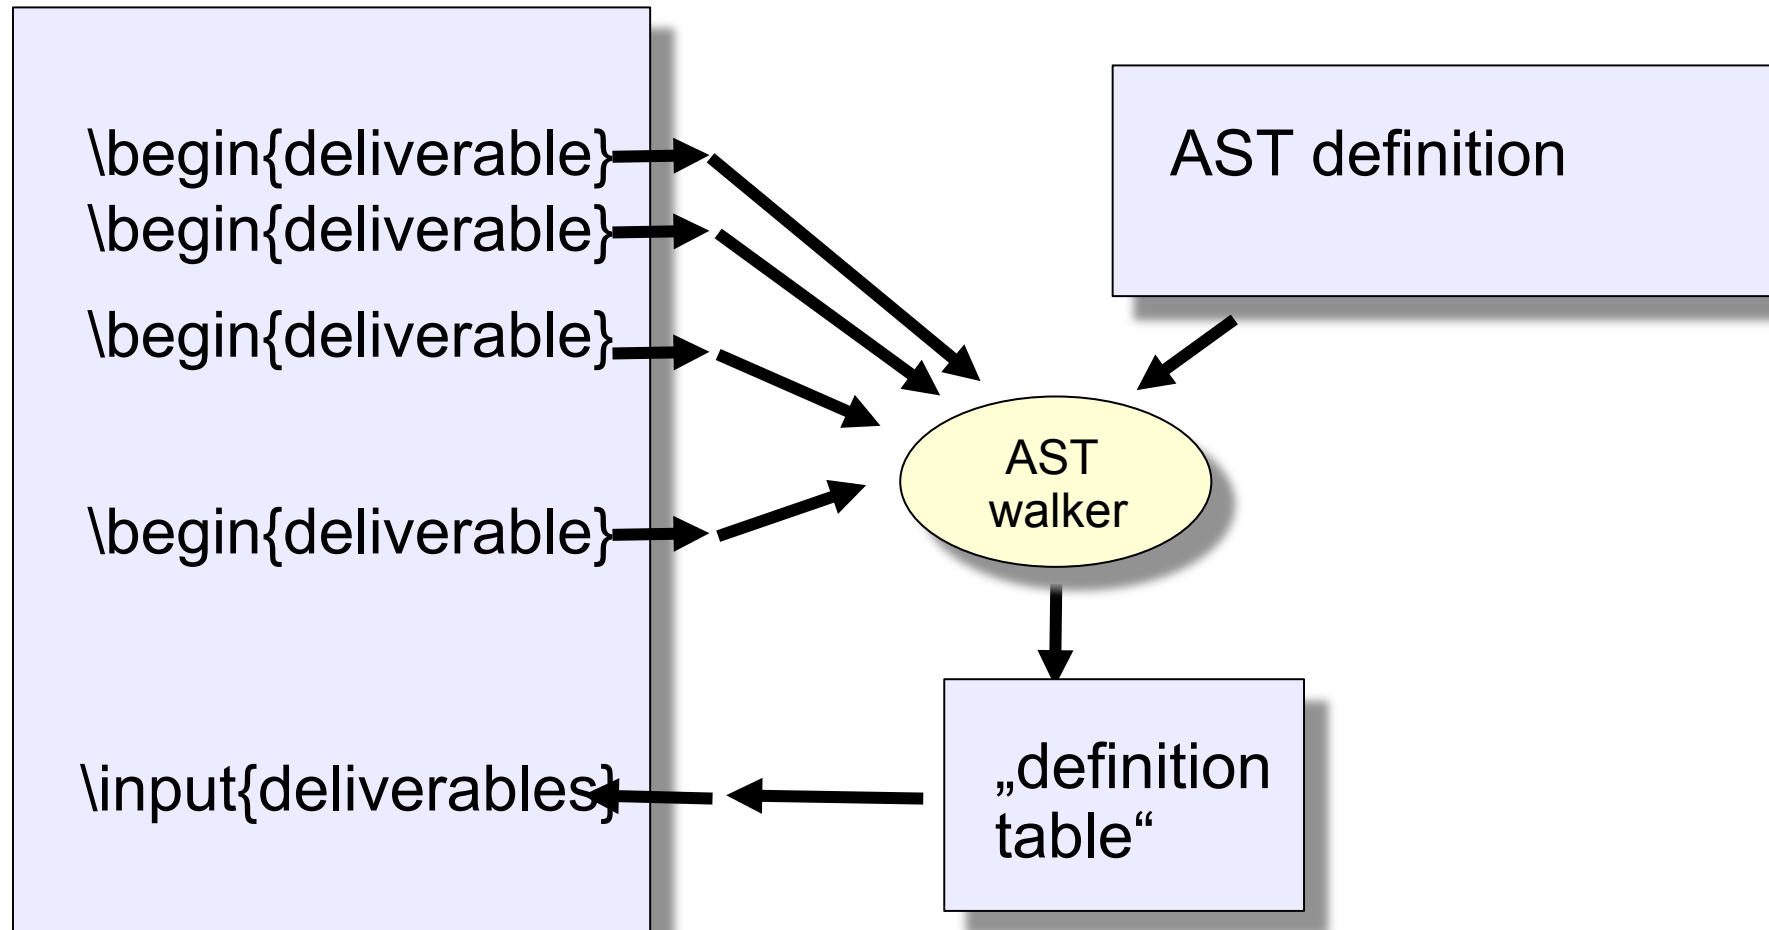 \begin{deliverable}
\begin{deliverable}
\begin{deliverable}
\begin{deliverable}
\input{deliverables}
AST definition
AST
walker
„definition
table“